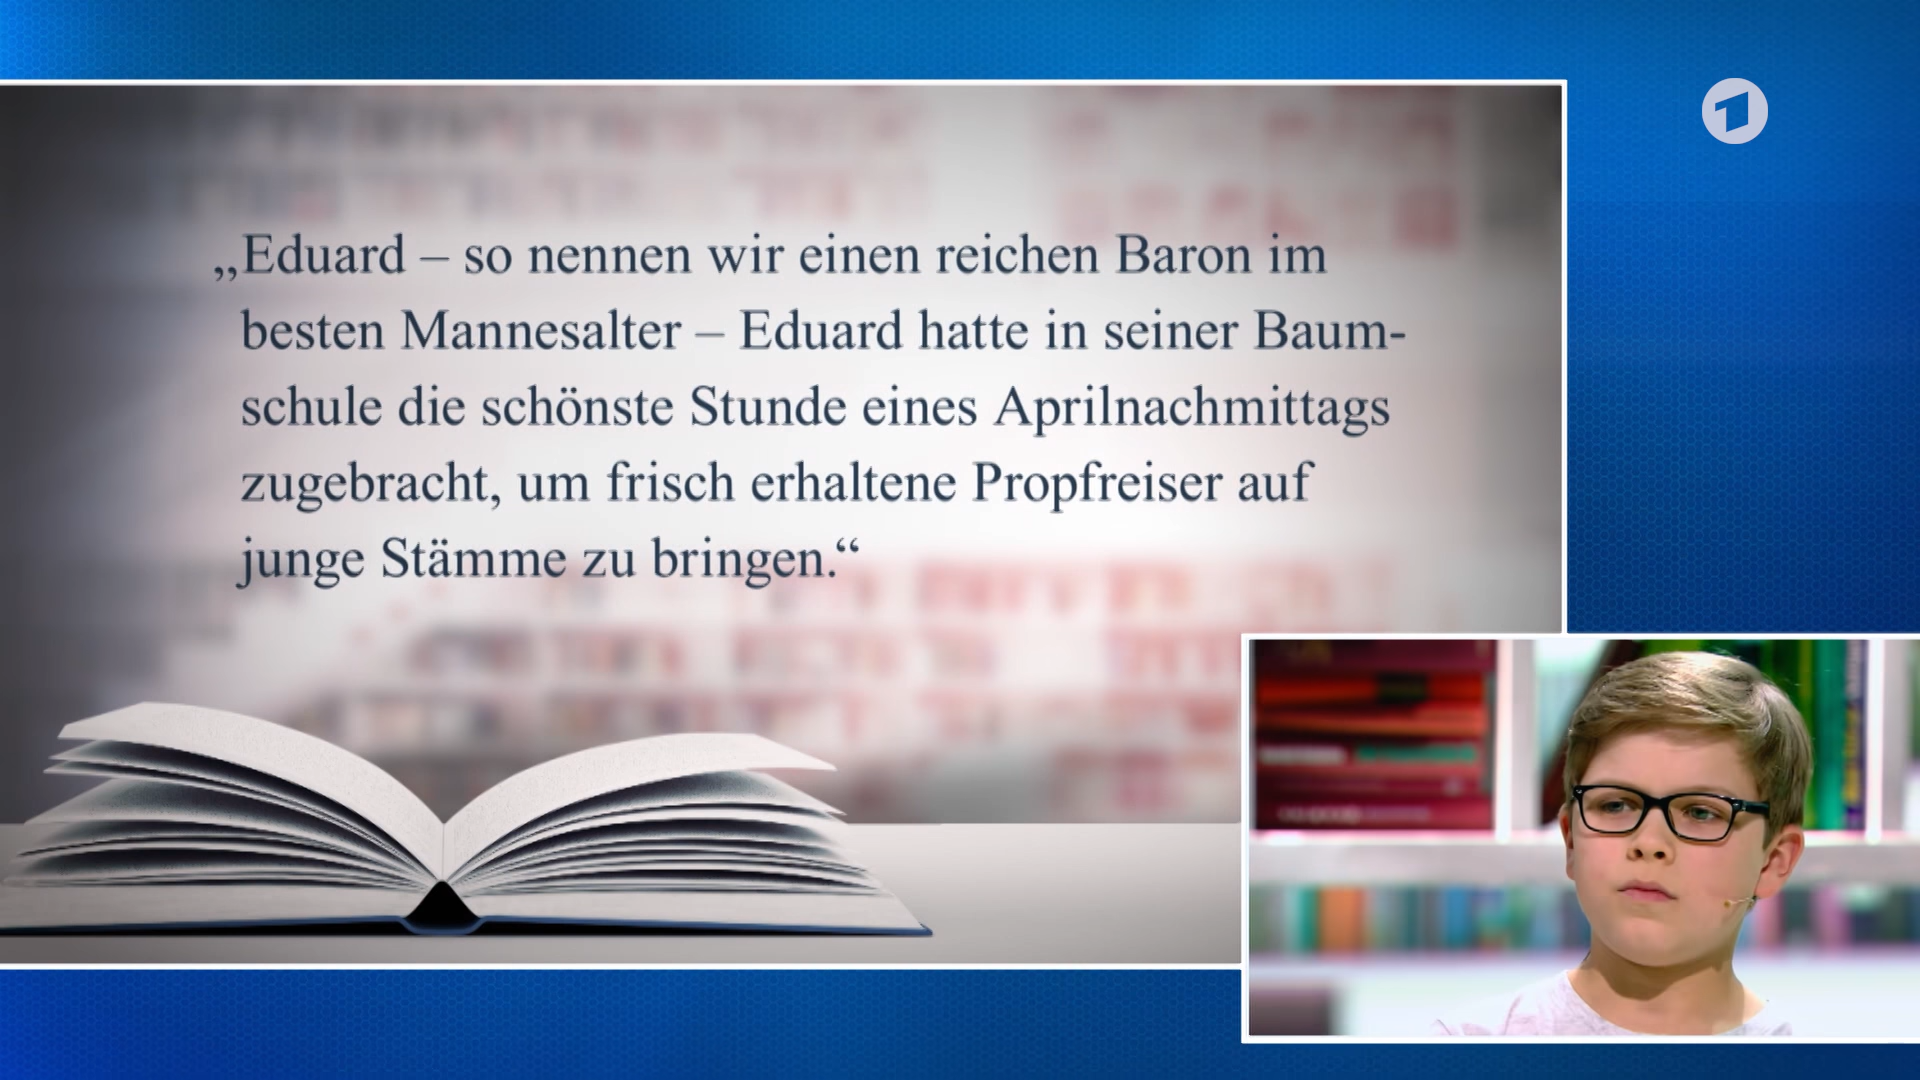 „Eduard – so nennen wir einen reichen Baron im
besten Mannesalter – Eduard hatte in seiner Baum-
schule die schönste Stunde eines Aprilnachmittags
zugebracht, um frisch erhaltene Propfreiser auf
junge Stämme zu bringen.“
1